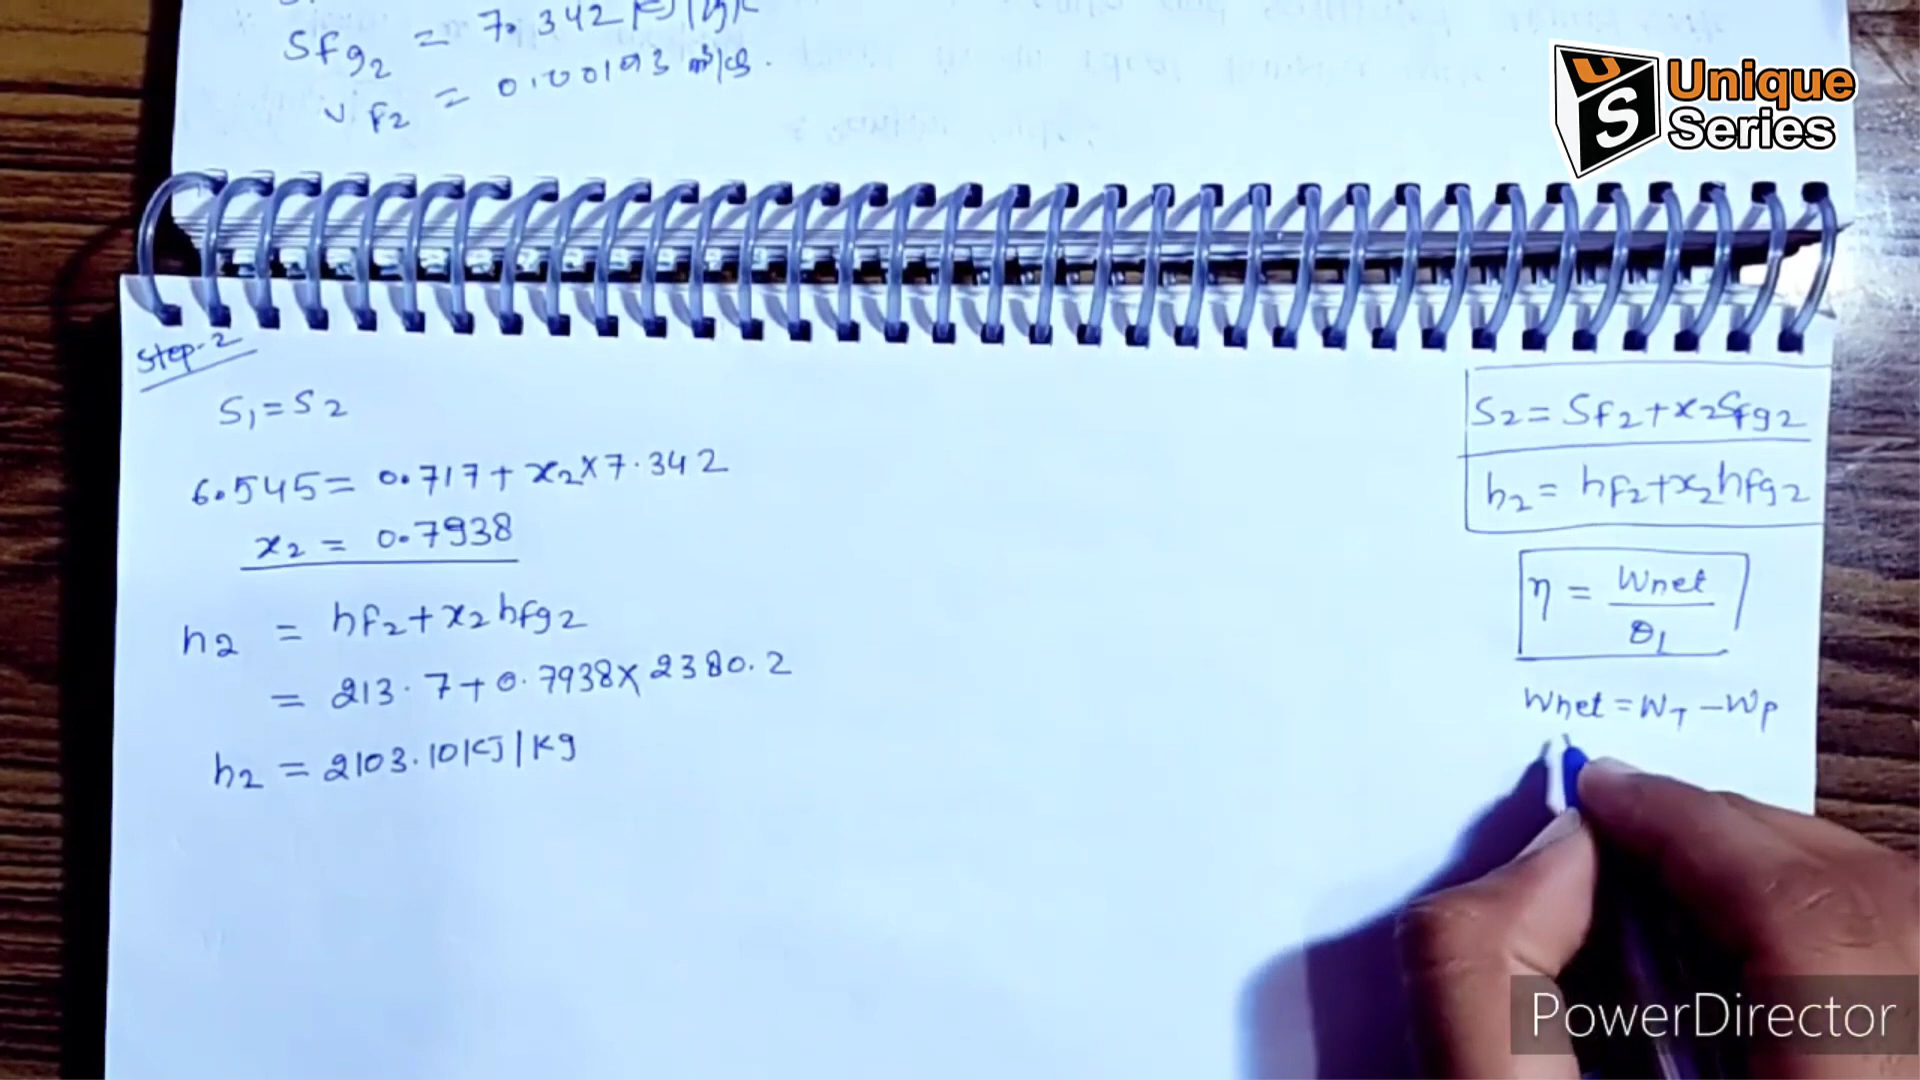 Sfg2 = 7.342 KJ/kgK
vf2 = 0.00103 m³/kg.
US Unique Series
Step-2
S1 = S2
6.545 = 0.717 + x2 × 7.342
x2 = 0.7938
h2 = hf2 + x2 hfg2
= 213.7 + 0.7938 × 2380.2
h2 = 2103.10 KJ/Kg
S2 = Sf2 + x2 Sfg2
h2 = hf2 + x2 hfg2
η = Wnet / Q1
Wnet = WT - WP
PowerDirector